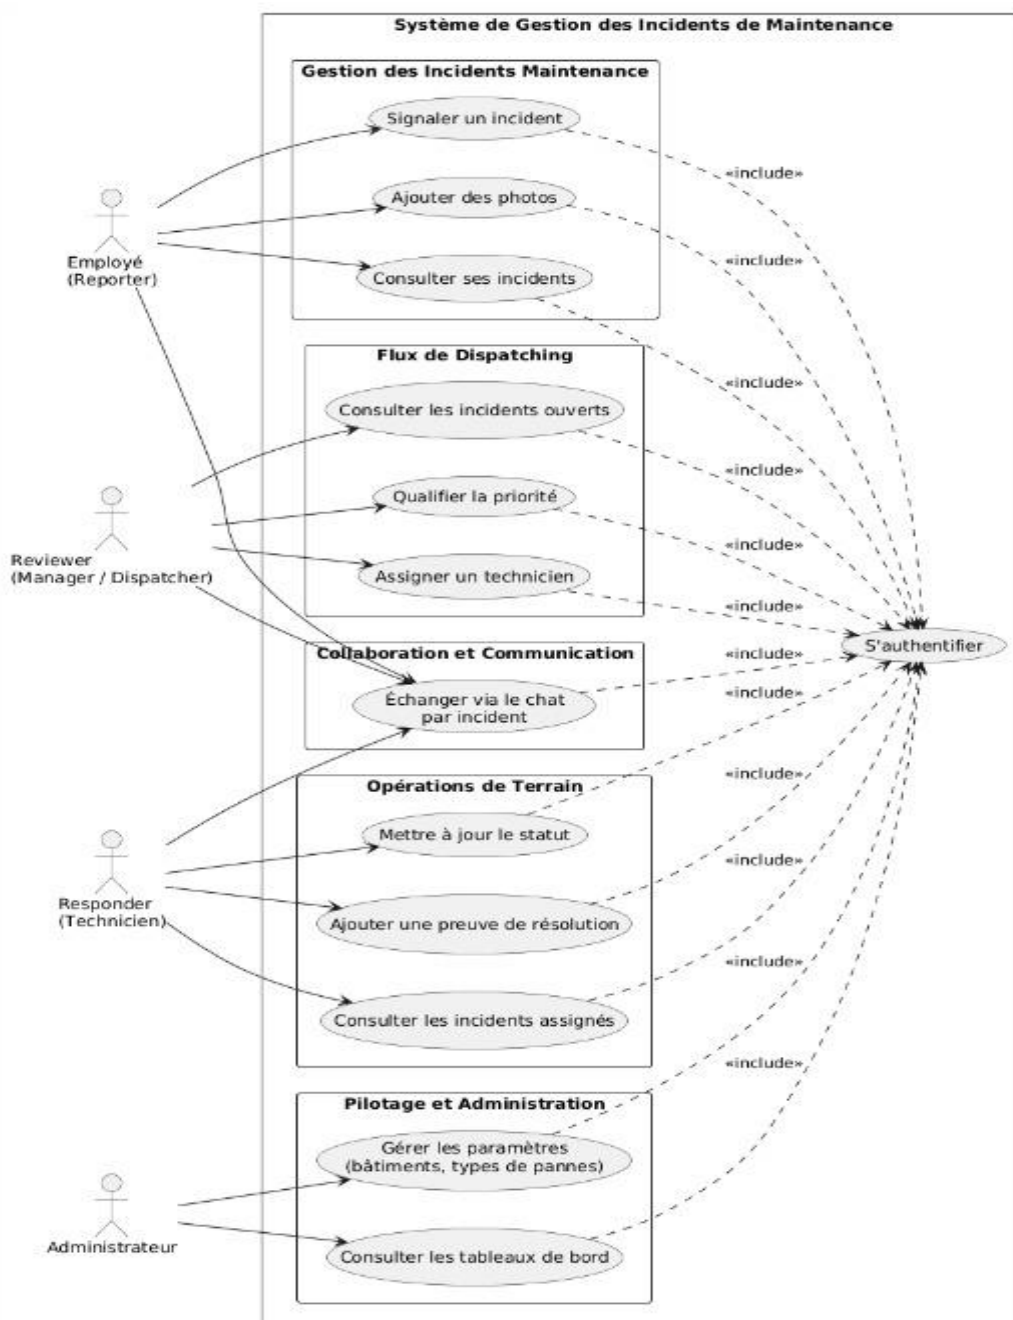 Système de Gestion des Incidents de Maintenance
Gestion des Incidents Maintenance
Signaler un incident
«include»
Ajouter des photos
Employé
(Reporter)
«include»
Consulter ses incidents
Flux de Dispatching
«include»
Consulter les incidents ouverts
«include»
Qualifier la priorité
«include»
Reviewer
(Manager / Dispatcher)
Assigner un technicien
«include»
S'authentifier
Collaboration et Communication
«include»
Échanger via le chat
par incident
«include»
Opérations de Terrain
«include»
Mettre à jour le statut
«include»
Responder
(Technicien)
Ajouter une preuve de résolution
«include»
Consulter les incidents assignés
«include»
Pilotage et Administration
Gérer les paramètres
(bâtiments, types de pannes)
Administrateur
Consulter les tableaux de bord